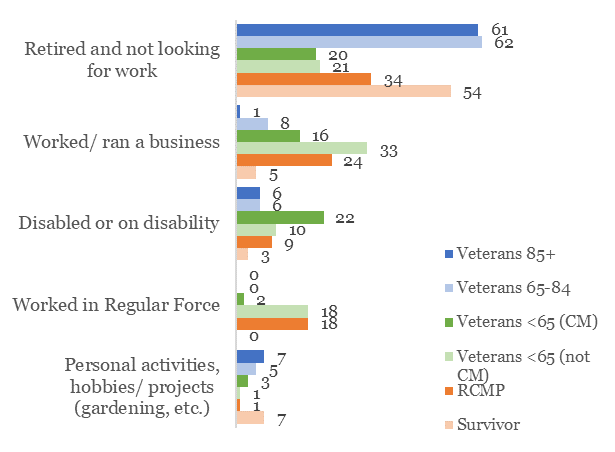 Retired and not looking
for work
61
62
20
21
34
54
Worked/ ran a business
1
8
16
33
24
5
Disabled or on disability
6
6
22
10
9
3
Worked in Regular Force
0
0
2
18
18
0
Personal activities,
hobbies/ projects
(gardening, etc.)
7
5
3
1
1
7
Veterans 85+
Veterans 65-84
Veterans <65 (CM)
Veterans <65 (not
CM)
RCMP
Survivor